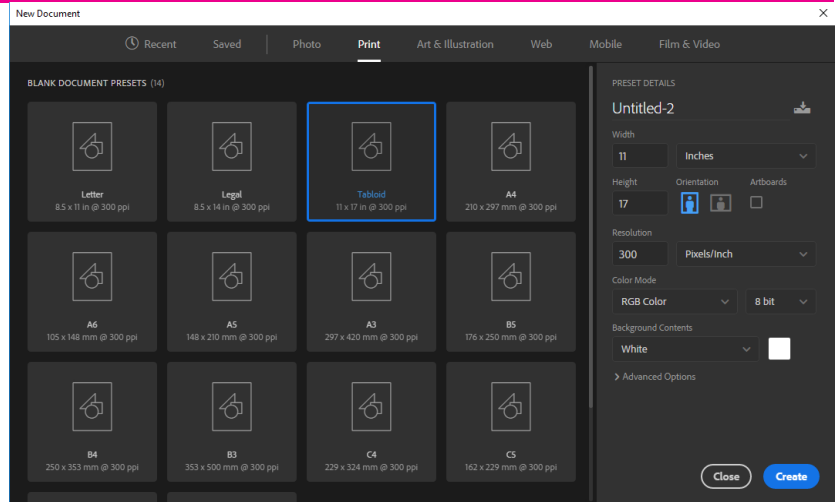 New Document
Recent Saved Photo Print Art & Illustration Web Mobile Film & Video
BLANK DOCUMENT PRESETS (14)
Letter
8.5 x 11 in @ 300 ppi
Legal
8.5 x 14 in @ 300 ppi
Tabloid
11 x 17 in @ 300 ppi
A4
210 x 297 mm @ 300 ppi
A6
105 x 148 mm @ 300 ppi
A5
148 x 210 mm @ 300 ppi
A3
297 x 420 mm @ 300 ppi
B5
176 x 250 mm @ 300 ppi
B4
250 x 353 mm @ 300 ppi
B3
353 x 500 mm @ 300 ppi
C4
229 x 324 mm @ 300 ppi
C5
162 x 229 mm @ 300 ppi
PRESET DETAILS
Untitled-2
Width
11 Inches
Height Orientation Artboards
17
Resolution
300 Pixels/Inch
Color Mode
RGB Color 8 bit
Background Contents
White
Advanced Options
Close Create